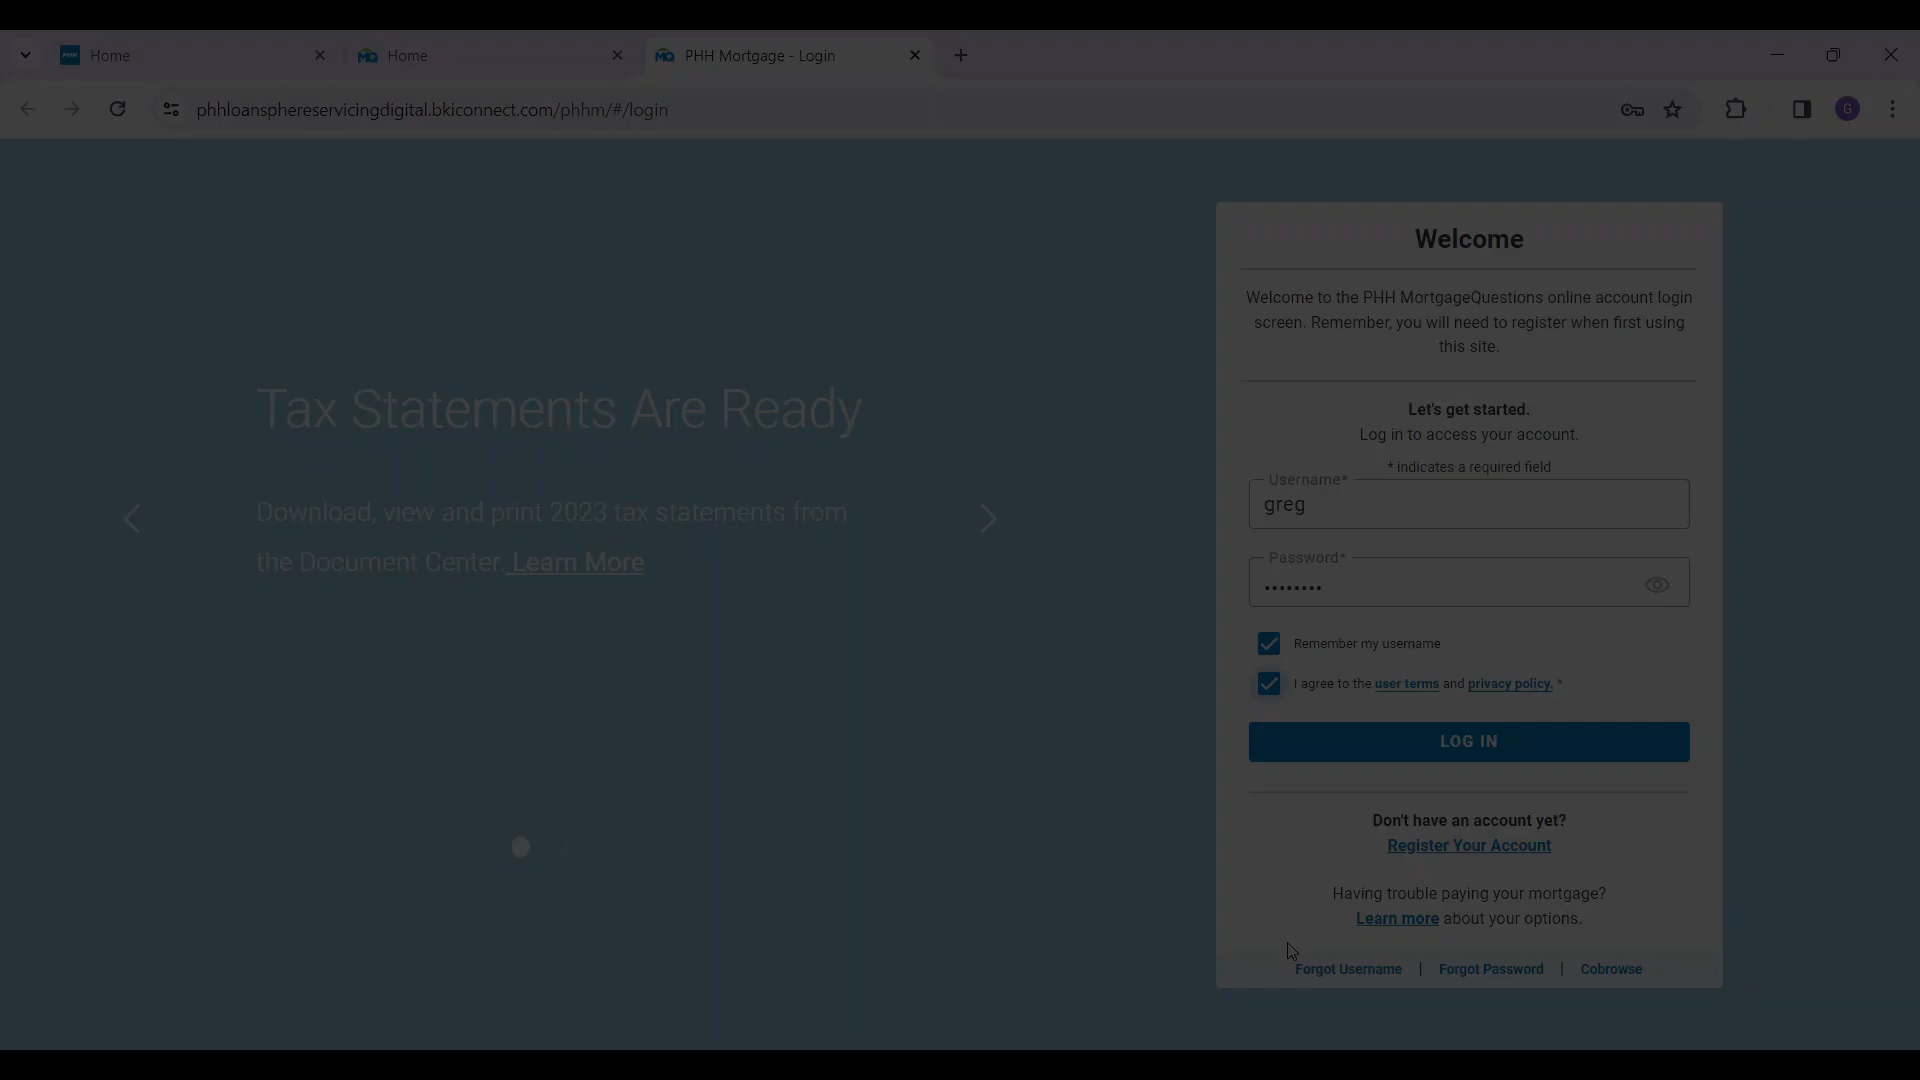 PHH Home
MQ Home
MQ PHH Mortgage - Login
phhloansphereservicingdigital.bkiconnect.com/phhm/#/login
G
Tax Statements Are Ready
Download, view and print 2023 tax statements from
the Document Center. Learn More
Welcome
Welcome to the PHH MortgageQuestions online account login
screen. Remember, you will need to register when first using
this site.
Let's get started.
Log in to access your account.
* indicates a required field
Username*
greg
Password*
••••••••
Remember my username
I agree to the user terms and privacy policy. *
LOG IN
Don't have an account yet?
Register Your Account
Having trouble paying your mortgage?
Learn more about your options.
Forgot Username | Forgot Password | Cobrowse